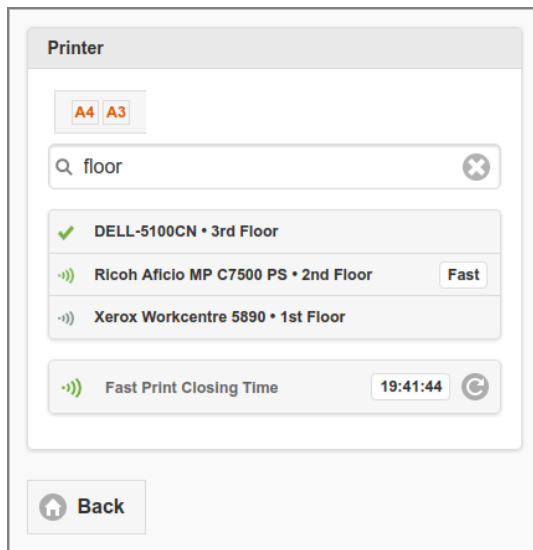 Printer
A4 A3
floor
DELL-5100CN • 3rd Floor
Ricoh Aficio MP C7500 PS • 2nd Floor Fast
Xerox Workcentre 5890 • 1st Floor
Fast Print Closing Time 19:41:44
Back